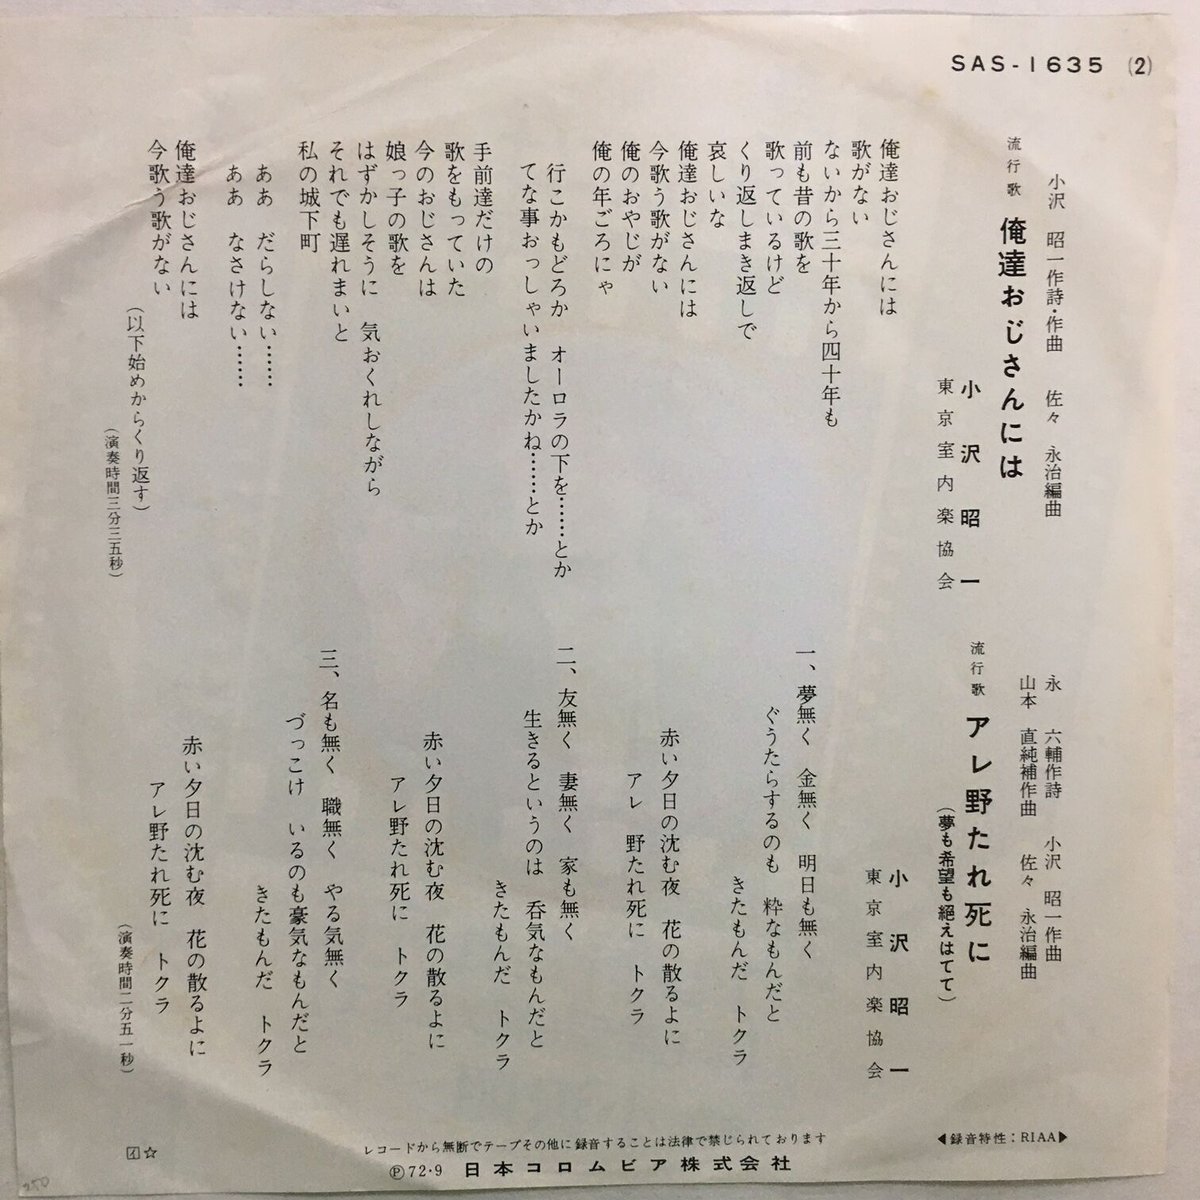 SAS-1635 (2)
小沢 昭一作詩・作曲 佐々 永治編曲
流行歌 俺達おじさんには
小沢昭一
東京室内楽協会
俺達おじさんには
歌がない
ないから三十年から四十年も
前も昔の歌を
歌っているけど
くり返しまき返しで
哀しいな
俺達おじさんには
今歌う歌がない
俺のおやじが
俺の年ごろにゃ
行こかもどろか オーロラの下を……とか
てな事おっしゃいましたかね……とか
手前達だけの
歌をもっていた
今のおじさんは
娘っ子の歌を
はずかしそうに 気おくれしながら
それでも遅れまいと
私の城下町
ああ だらしない……
ああ なさけない……
俺達おじさんには
今歌う歌がない
(以下始めからくり返す)
(演奏時間三分三五秒)
永 六輔作詩 小沢 昭一作曲
山本 直純補作曲 佐々 永治編曲
流行歌 アレ野たれ死に
(夢も希望も絶えはてて)
小沢昭一
東京室内楽協会
一、夢無く 金無く 明日も無く
ぐうたらするのも 粋なもんだと
きたもんだ トクラ
赤い夕日の沈む夜 花の散るよに
アレ 野たれ死に トクラ
二、友無く 妻無く 家も無く
生きるというのは 呑気なもんだと
きたもんだ トクラ
赤い夕日の沈む夜 花の散るよに
アレ野たれ死に トクラ
三、名も無く 職無く やる気無く
づっこけ いるのも豪気なもんだと
きたもんだ トクラ
赤い夕日の沈む夜 花の散るよに
アレ野たれ死に トクラ
(演奏時間二分五一秒)
◀録音特性：RIAA▶
レコードから無断でテープその他に録音することは法律で禁じられております
Ⓟ72・9 日本コロムビア株式会社
イ☆
250